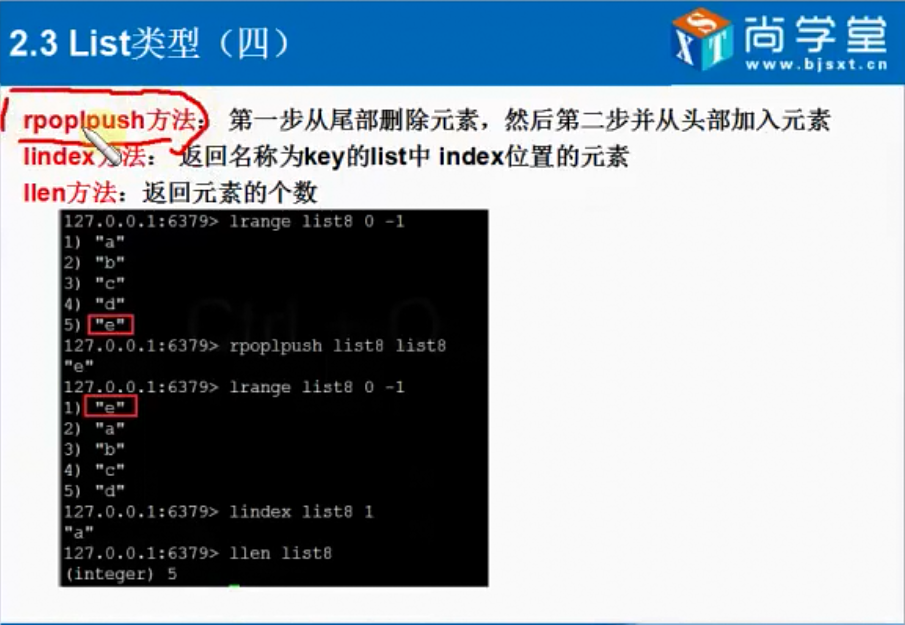 2.3 List类型（四）
尚学堂
www.bjsxt.cn
SXT
rpoplpush方法： 第一步从尾部删除元素，然后第二步并从头部加入元素
lindex方法： 返回名称为key的list中 index位置的元素
llen方法：返回元素的个数
127.0.0.1:6379> lrange list8 0 -1
1) "a"
2) "b"
3) "c"
4) "d"
5) "e"
127.0.0.1:6379> rpoplpush list8 list8
"e"
127.0.0.1:6379> lrange list8 0 -1
1) "e"
2) "a"
3) "b"
4) "c"
5) "d"
127.0.0.1:6379> lindex list8 1
"a"
127.0.0.1:6379> llen list8
(integer) 5